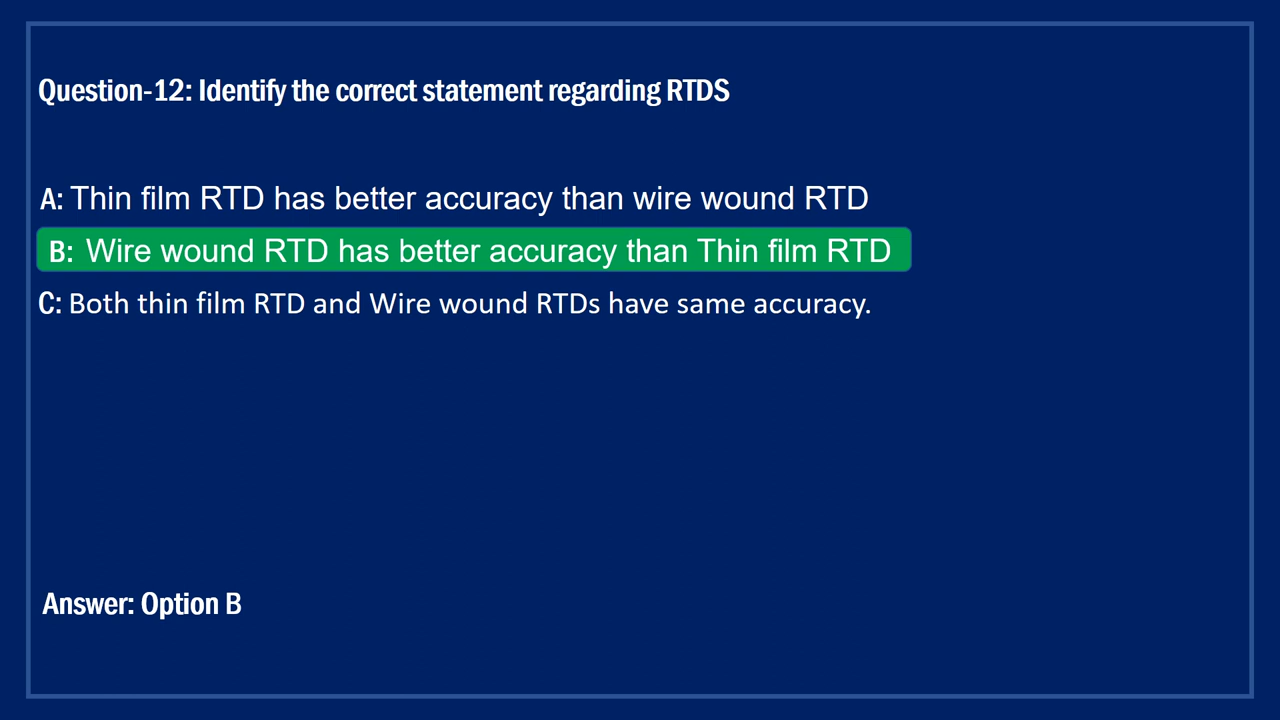 Question-12: Identify the correct statement regarding RTDS
A: Thin film RTD has better accuracy than wire wound RTD
B: Wire wound RTD has better accuracy than Thin film RTD
C: Both thin film RTD and Wire wound RTDs have same accuracy.
Answer: Option B